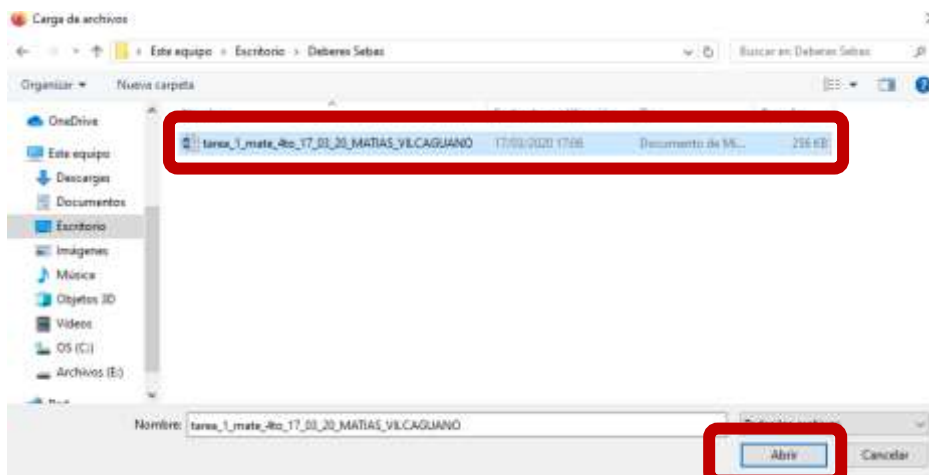 Carga de archivos
Este equipo > Escritorio > Deberes Sebas
Buscar en: Deberes Sebas
Organizar
Nueva carpeta
OneDrive
Este equipo
Descargas
Documentos
Escritorio
Imágenes
Música
Objetos 3D
Videos
OS (C:)
Archivos (E:)
tarea_1_mate_4to_17_03_20_MATIAS_VILCAGUANO 17/03/2020 17:06 Documento de Mi... 256 KB
Nombre: tarea_1_mate_4to_17_03_20_MATIAS_VILCAGUANO
Abrir
Cancelar